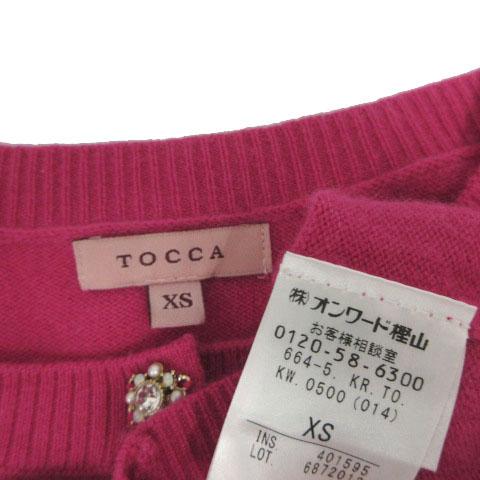 TOCCA
XS
(株)オンワード樫山
お客様相談室
0120-58-6300
664-5. KR. TO.
KW. 0500 (014)
XS
INS 401595
LOT.